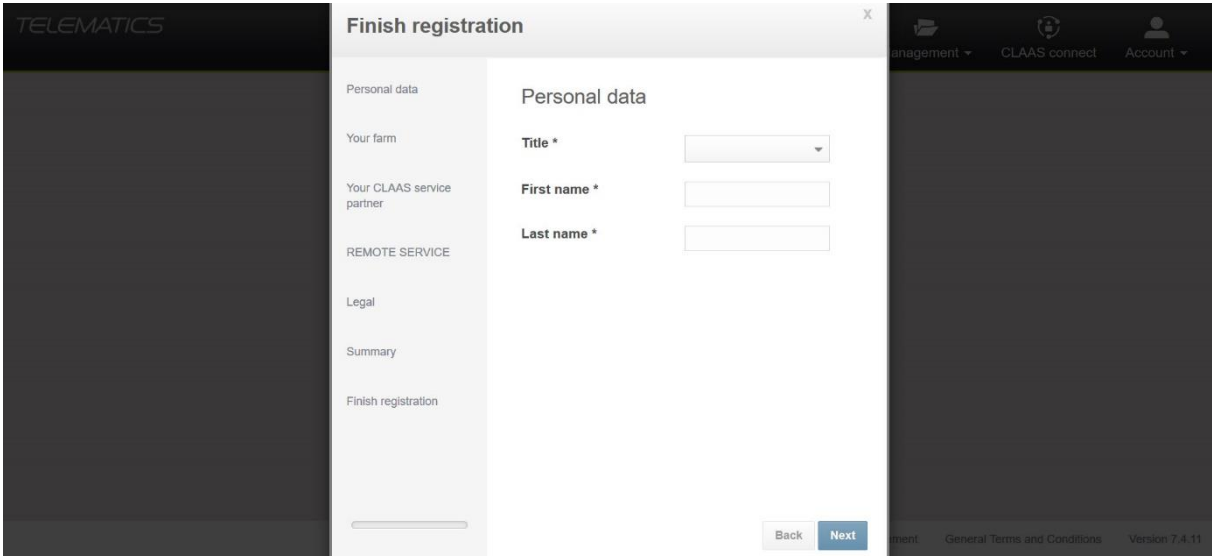 TELEMATICS
Finish registration
X
anagement
CLAAS connect
Account
Personal data
Your farm
Your CLAAS service
partner
REMOTE SERVICE
Legal
Summary
Finish registration
Personal data
Title *
First name *
Last name *
Back
Next
ment
General Terms and Conditions
Version 7.4.11